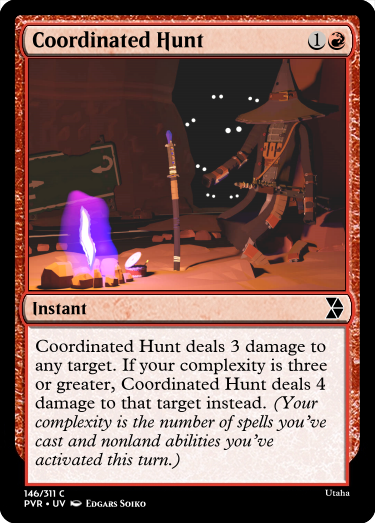 Coordinated Hunt 1
Instant
Coordinated Hunt deals 3 damage to
any target. If your complexity is three
or greater, Coordinated Hunt deals 4
damage to that target instead. (Your
complexity is the number of spells you've
cast and nonland abilities you've
activated this turn.)
146/311 C
Utaha
PVR • UV Edgars Soiko